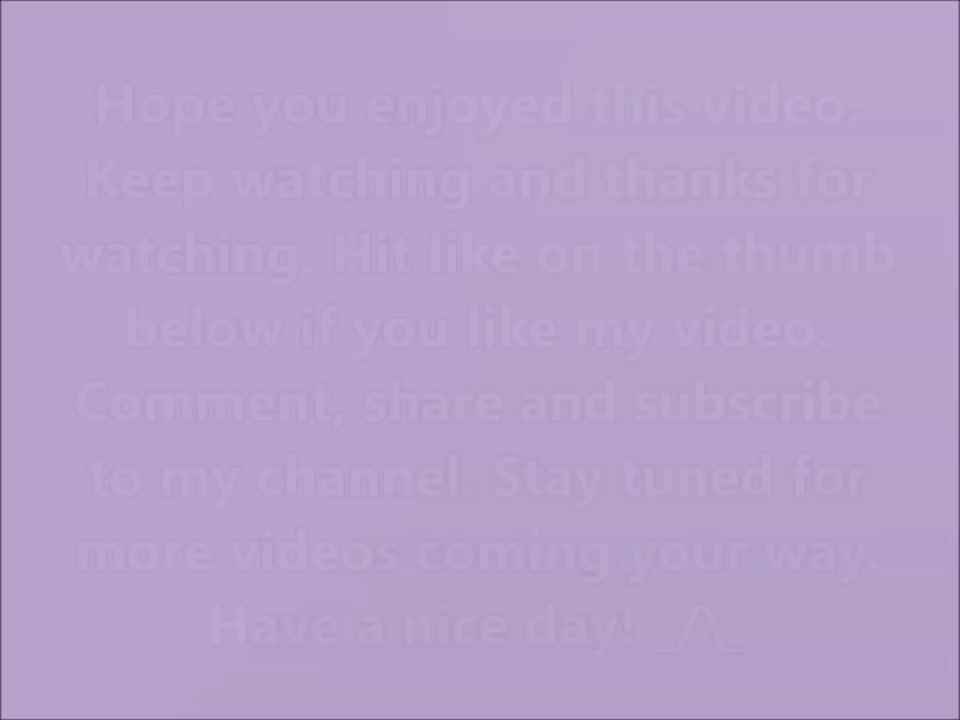 Hope you enjoyed this video.
Keep watching and thanks for
watching. Hit like on the thumb
below if you like my video.
Comment, share and subscribe
to my channel. Stay tuned for
more videos coming your way.
Have a nice day! _/\_